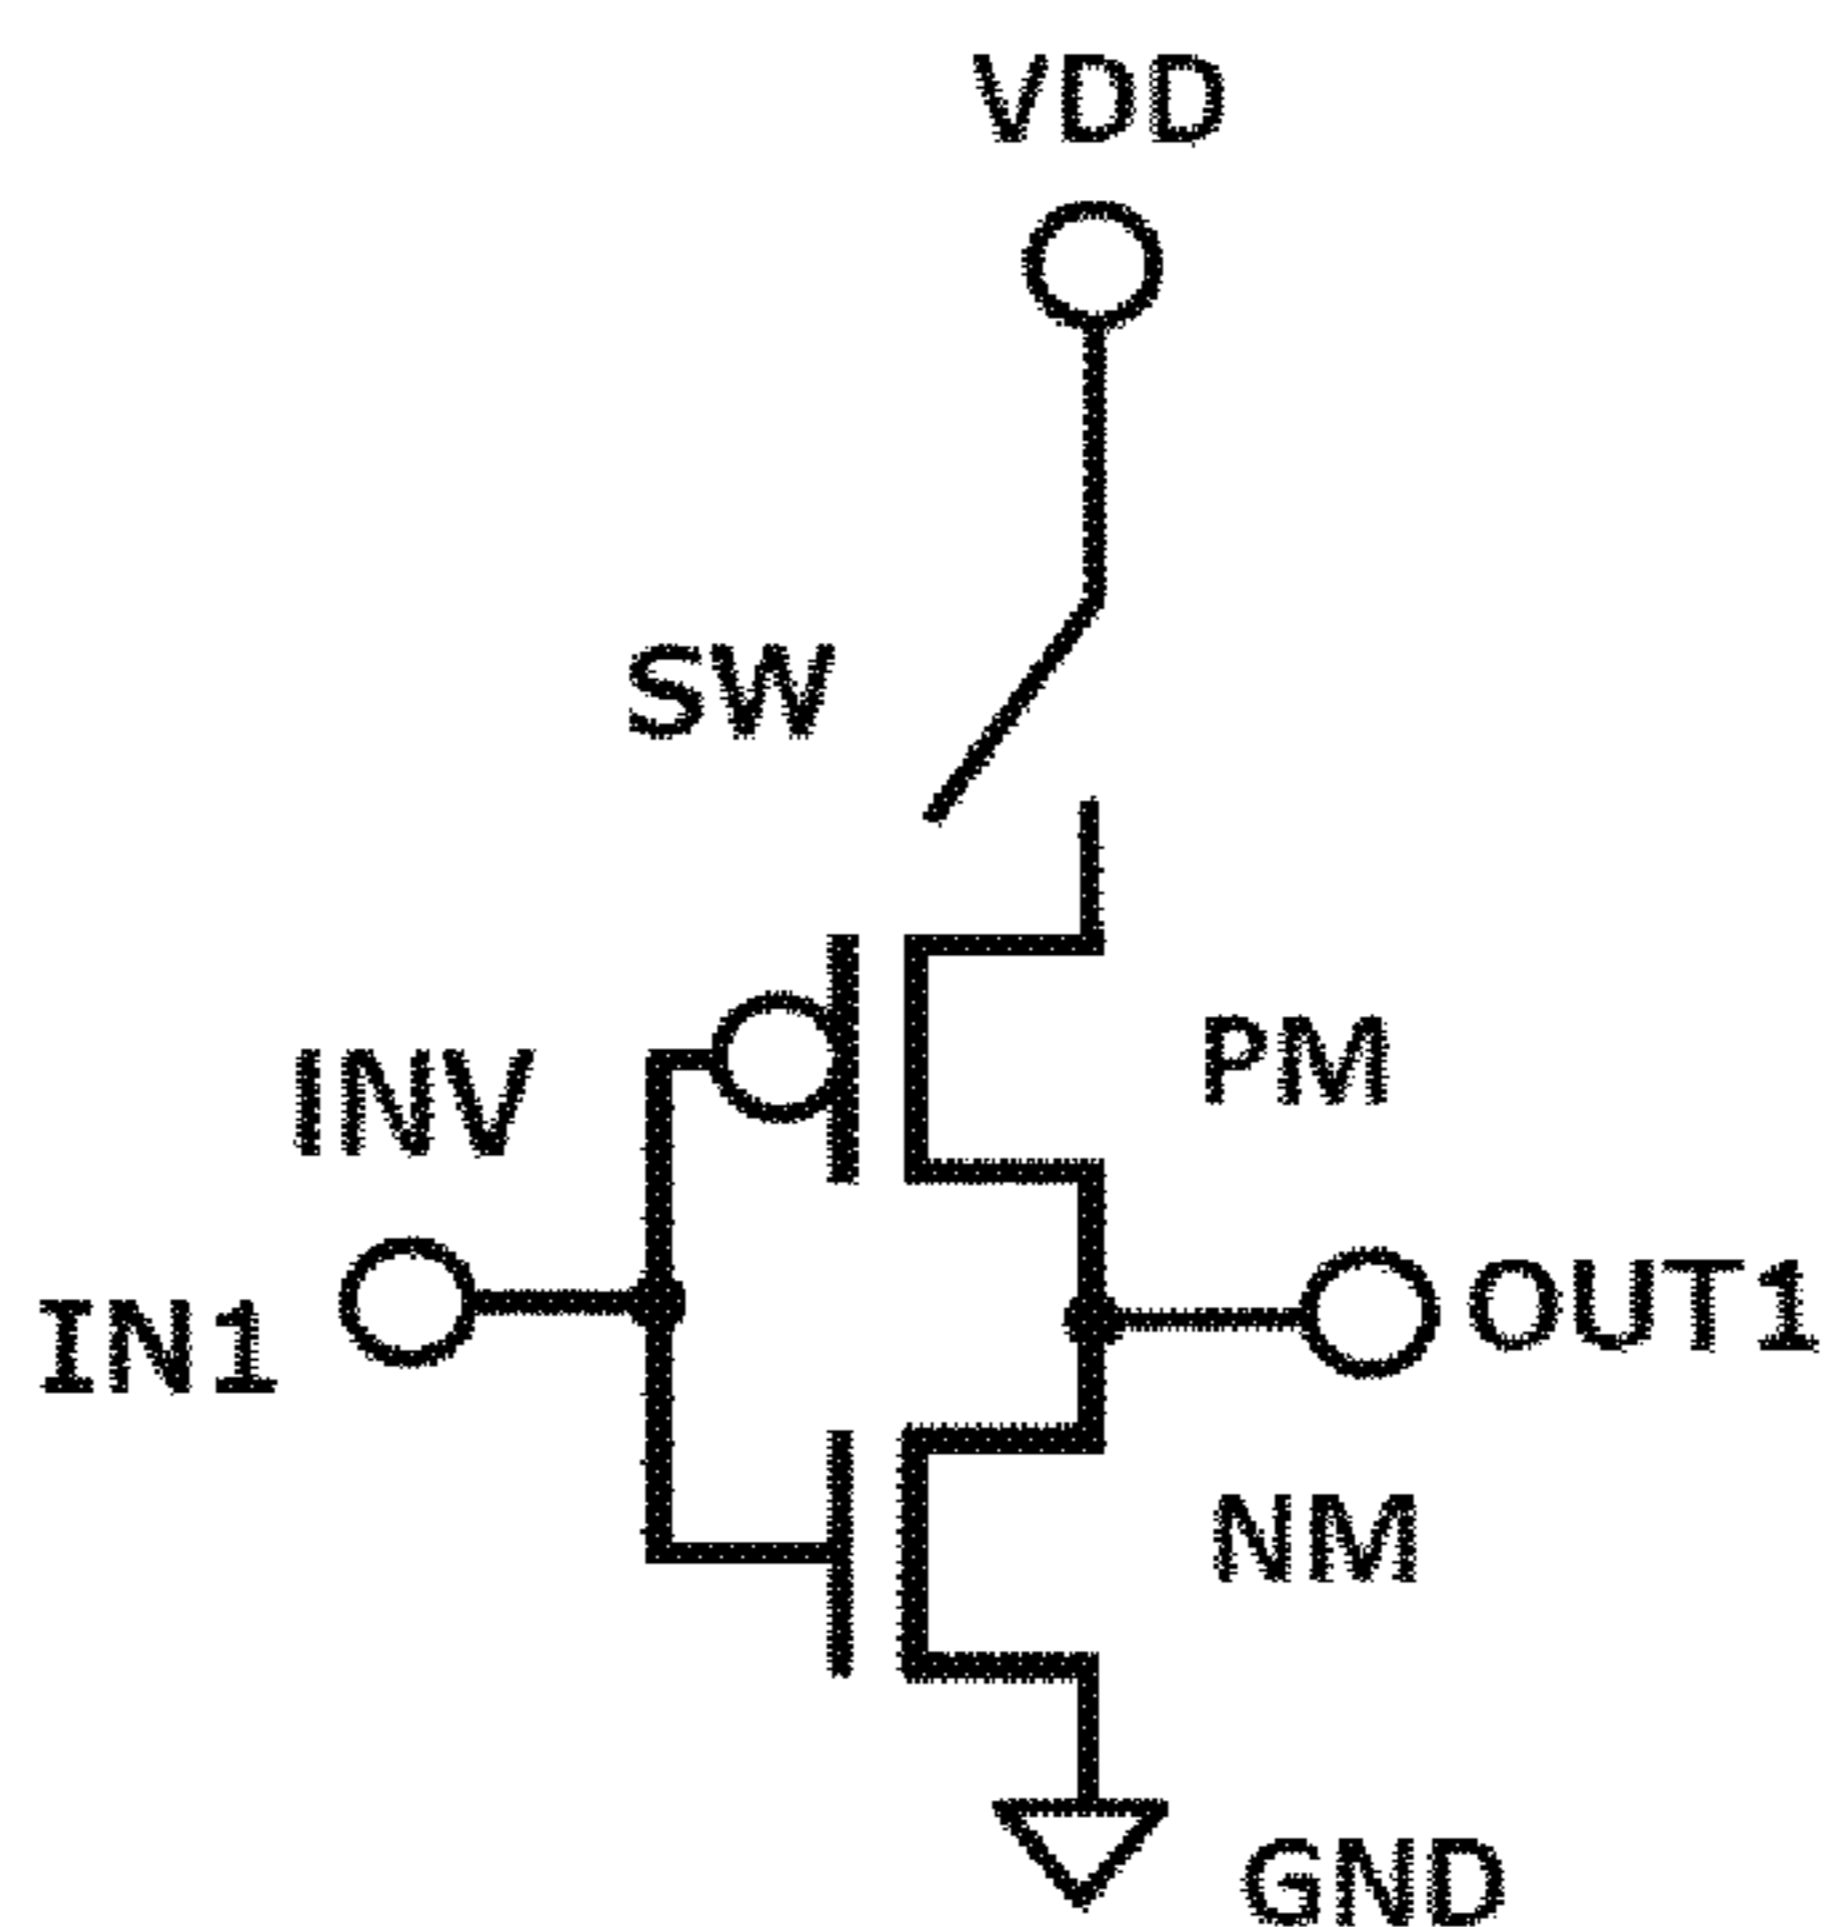 VDD
SW
PM
INV
IN1
OUT1
NM
GND